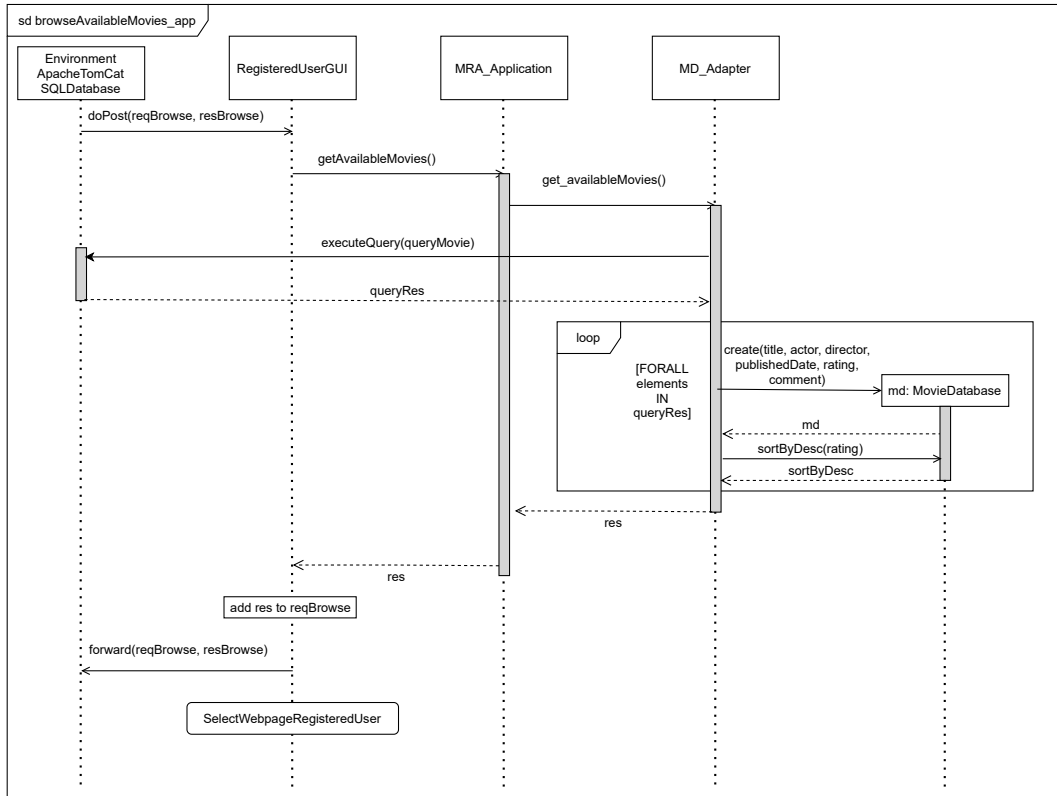 sd browseAvailableMovies_app
Environment
ApacheTomCat
SQLDatabase
RegisteredUserGUI
MRA_Application
MD_Adapter
doPost(reqBrowse, resBrowse)
getAvailableMovies()
get_availableMovies()
executeQuery(queryMovie)
queryRes
loop
[FORALL
elements
IN
queryRes]
create(title, actor, director,
publishedDate, rating,
comment)
md: MovieDatabase
md
sortByDesc(rating)
sortByDesc
res
res
add res to reqBrowse
forward(reqBrowse, resBrowse)
SelectWebpageRegisteredUser